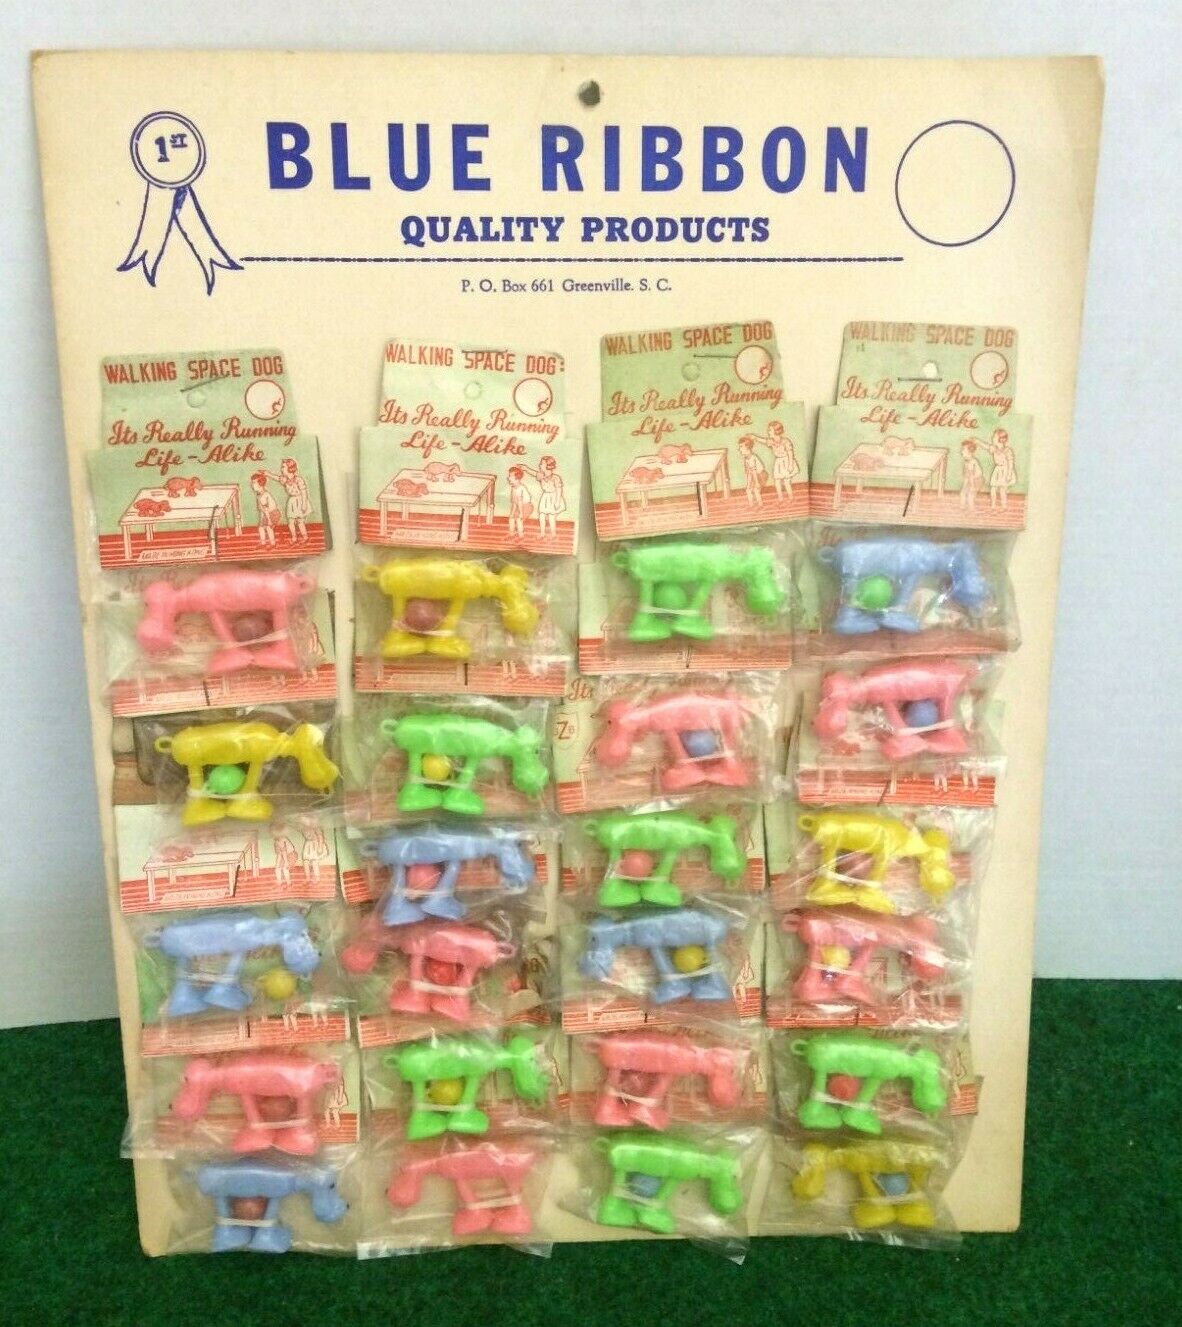 1ST
BLUE RIBBON
QUALITY PRODUCTS
P. O. Box 661 Greenville. S. C.
WALKING SPACE DOG
Its Really Running
Life-Alike
WALKING SPACE DOG
Its Really Running
Life-Alike
WALKING SPACE DOG
Its Really Running
Life-Alike
WALKING SPACE DOG
Its Really Running
Life-Alike